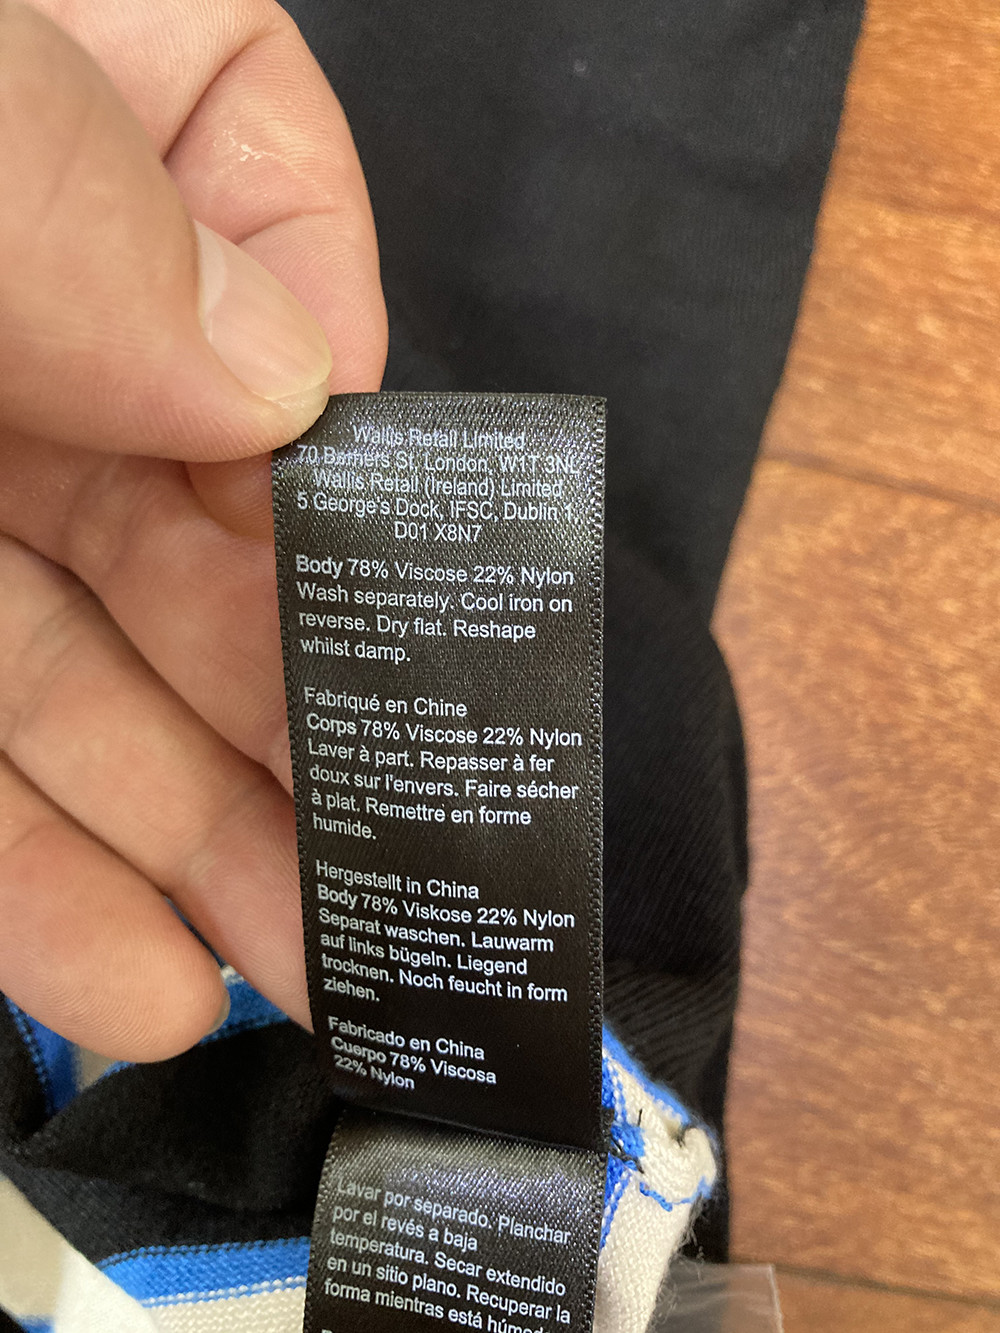 Wallis Retail Limited
70 Berners St, London, W1T 3NL
Wallis Retail (Ireland) Limited
5 George's Dock, IFSC, Dublin 1,
D01 X8N7
Body 78% Viscose 22% Nylon
Wash separately. Cool iron on
reverse. Dry flat. Reshape
whilst damp.
Fabriqué en Chine
Corps 78% Viscose 22% Nylon
Laver à part. Repasser à fer
doux sur l'envers. Faire sécher
à plat. Remettre en forme
humide.
Hergestellt in China
Body 78% Viskose 22% Nylon
Separat waschen. Lauwarm
auf links bügeln. Liegend
trocknen. Noch feucht in form
ziehen.
Fabricado en China
Cuerpo 78% Viscosa
22% Nylon
Lavar por separado. Planchar
por el revés a baja
temperatura. Secar extendido
en un sitio plano. Recuperar la
forma mientras está